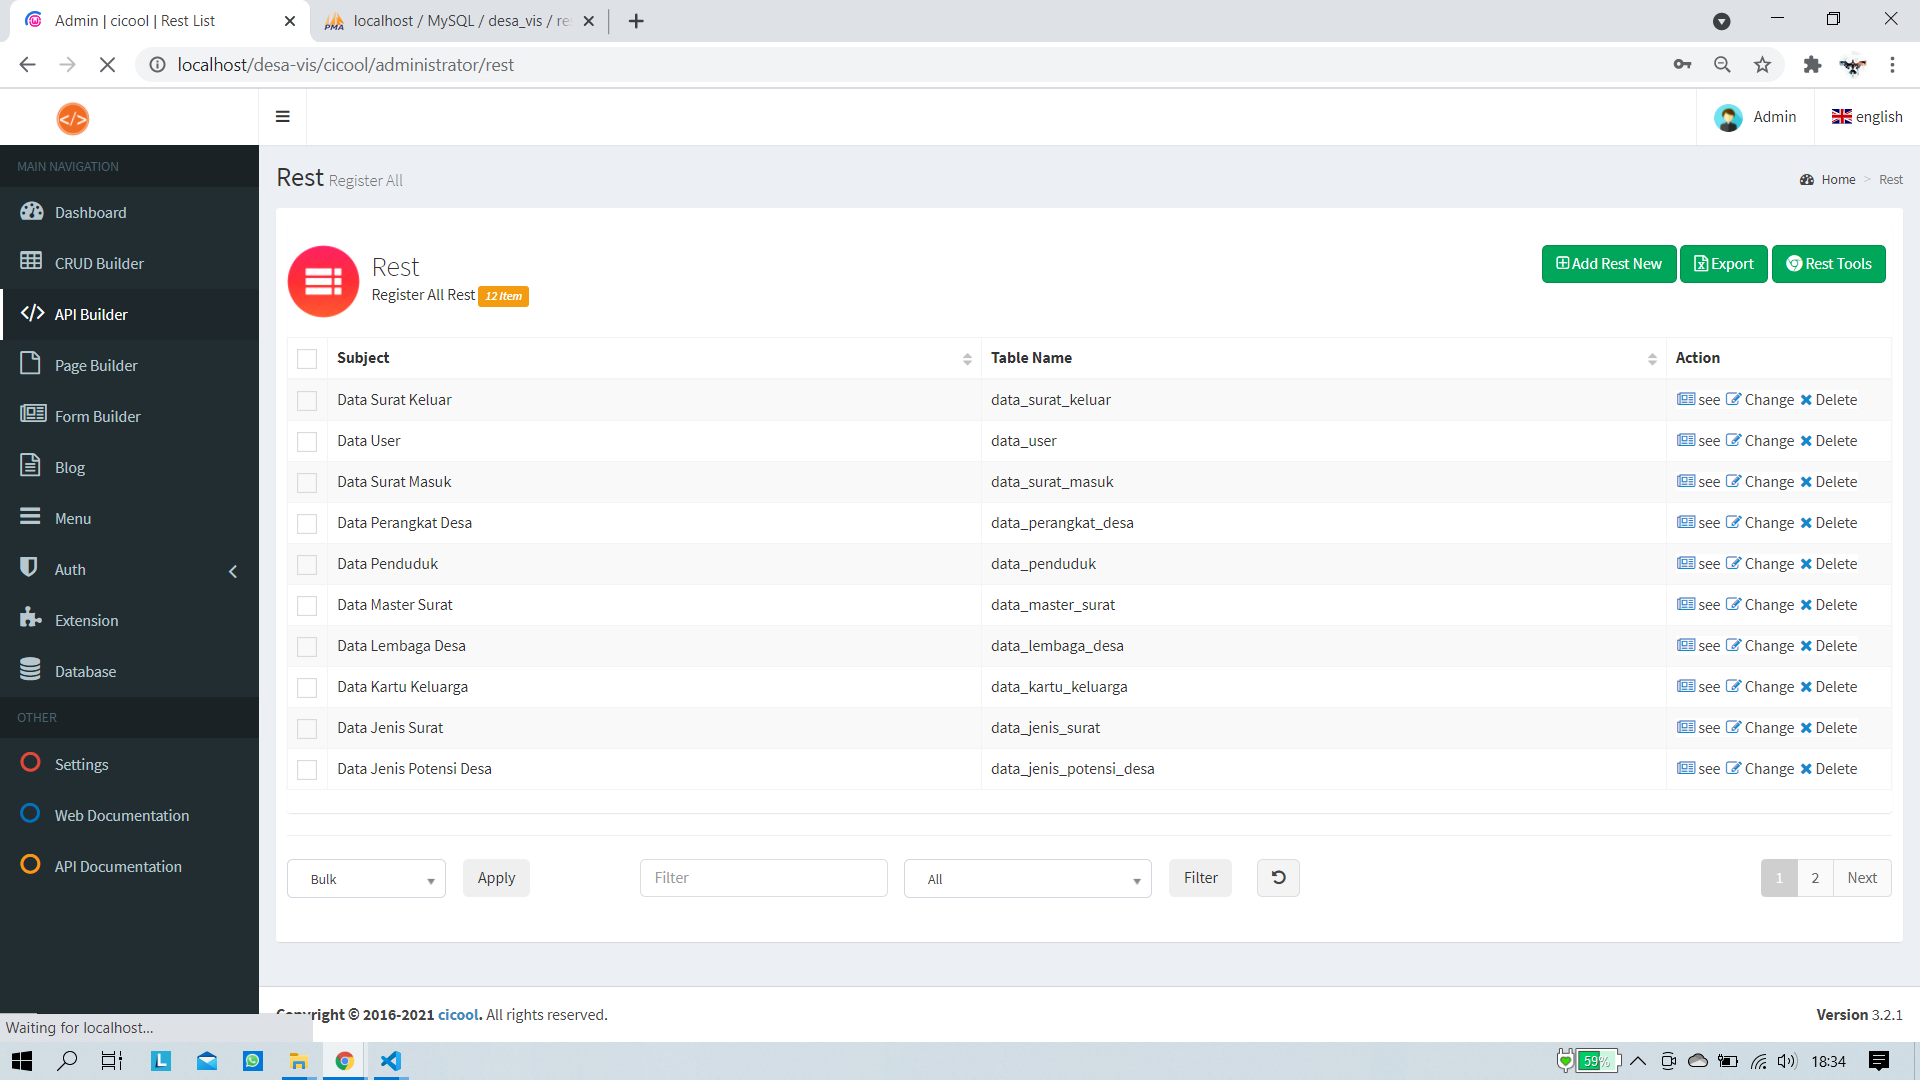 Admin | cicool | Rest List
localhost / MySQL / desa_vis / re
localhost/desa-vis/cicool/administrator/rest
Admin
english
MAIN NAVIGATION
Dashboard
CRUD Builder
API Builder
Page Builder
Form Builder
Blog
Menu
Auth
Extension
Database
OTHER
Settings
Web Documentation
API Documentation
Rest Register All
Home > Rest
Rest
Register All Rest 12 Item
Add Rest New
Export
Rest Tools
Subject Table Name Action
Data Surat Keluar data_surat_keluar see Change Delete
Data User data_user see Change Delete
Data Surat Masuk data_surat_masuk see Change Delete
Data Perangkat Desa data_perangkat_desa see Change Delete
Data Penduduk data_penduduk see Change Delete
Data Master Surat data_master_surat see Change Delete
Data Lembaga Desa data_lembaga_desa see Change Delete
Data Kartu Keluarga data_kartu_keluarga see Change Delete
Data Jenis Surat data_jenis_surat see Change Delete
Data Jenis Potensi Desa data_jenis_potensi_desa see Change Delete
Bulk Apply Filter All Filter 1 2 Next
Copyright © 2016-2021 cicool. All rights reserved.
Version 3.2.1
Waiting for localhost...
59%
18:34